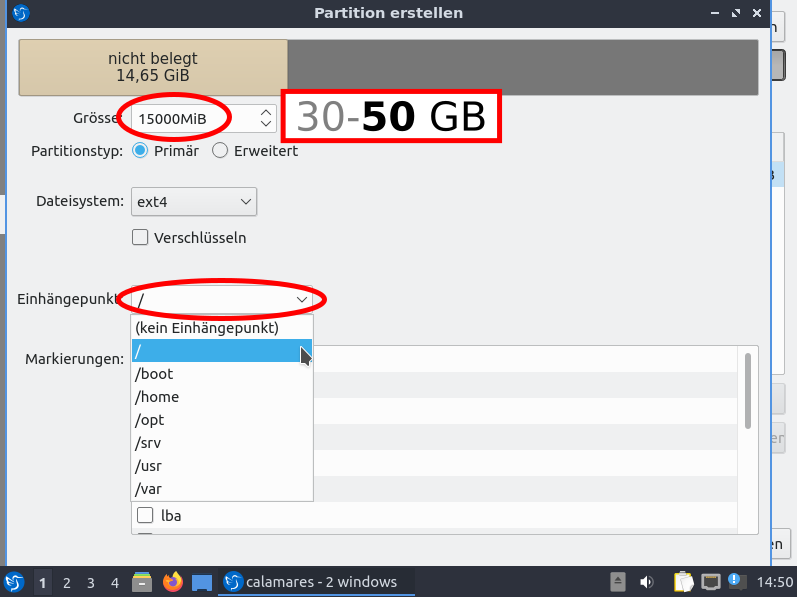 Partition erstellen
nicht belegt
14,65 GiB
Grösse: 15000MiB
30-50 GB
Partitionstyp: Primär Erweitert
Dateisystem: ext4
Verschlüsseln
Einhängepunkt: /
(kein Einhängepunkt)
/
Markierungen:
/boot
/home
/opt
/srv
/usr
/var
lba
1 2 3 4 calamares - 2 windows 14:50